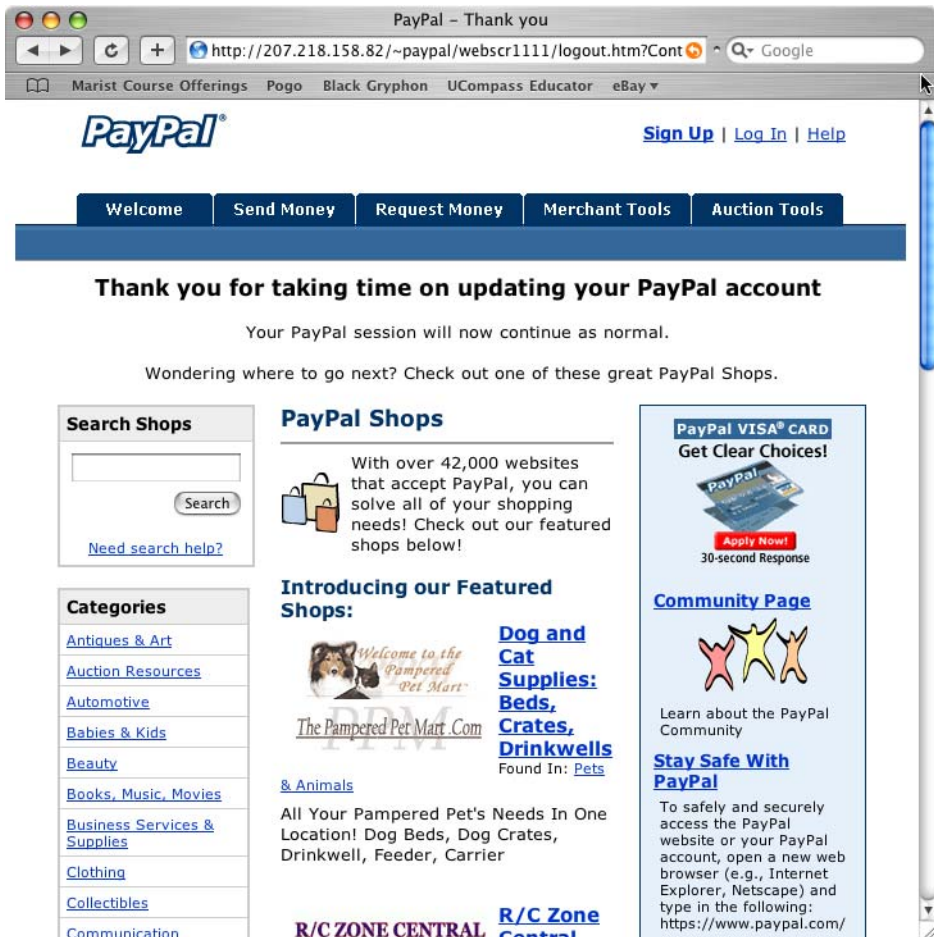 PayPal – Thank you
http://207.218.158.82/~paypal/webscr1111/logout.htm?Cont
Google
Marist Course Offerings Pogo Black Gryphon UCompass Educator eBay
PayPal®
Sign Up | Log In | Help
Welcome Send Money Request Money Merchant Tools Auction Tools
Thank you for taking time on updating your PayPal account
Your PayPal session will now continue as normal.
Wondering where to go next? Check out one of these great PayPal Shops.
Search Shops
Search
Need search help?
Categories
Antiques & Art
Auction Resources
Automotive
Babies & Kids
Beauty
Books, Music, Movies
Business Services &
Supplies
Clothing
Collectibles
Communication
PayPal Shops
With over 42,000 websites
that accept PayPal, you can
solve all of your shopping
needs! Check out our featured
shops below!
Introducing our Featured
Shops:
Welcome to the
Pampered
Pet Mart
The Pampered Pet Mart .Com
PPM
Dog and
Cat
Supplies:
Beds,
Crates,
Drinkwells
Found In: Pets
& Animals
All Your Pampered Pet's Needs In One
Location! Dog Beds, Dog Crates,
Drinkwell, Feeder, Carrier
R/C ZONE CENTRAL
R/C Zone
Central
PayPal VISA® CARD
Get Clear Choices!
PayPal
Apply Now!
30-second Response
Community Page
Learn about the PayPal
Community
Stay Safe With
PayPal
To safely and securely
access the PayPal
website or your PayPal
account, open a new web
browser (e.g., Internet
Explorer, Netscape) and
type in the following:
https://www.paypal.com/